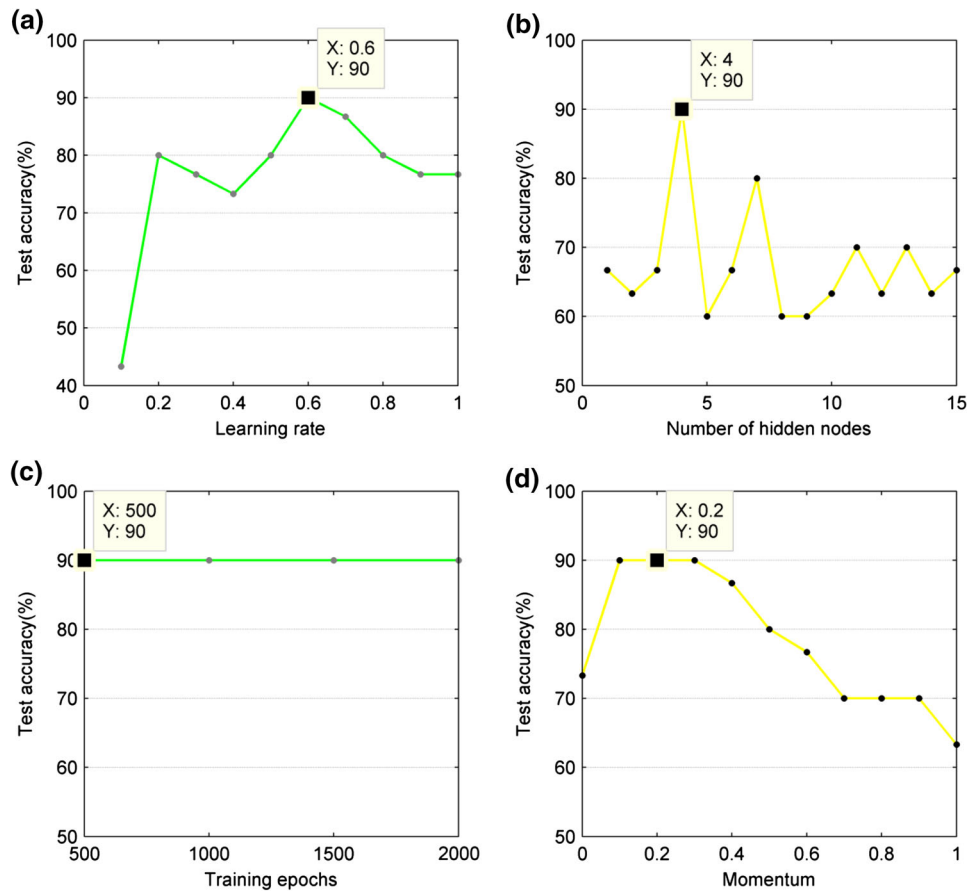 (a)
X: 0.6
Y: 90
100
90
80
70
60
50
40
Test accuracy(%)
0 0.2 0.4 0.6 0.8 1
Learning rate
(b)
X: 4
Y: 90
100
90
80
70
60
50
Test accuracy(%)
0 5 10 15
Number of hidden nodes
(c)
X: 500
Y: 90
100
90
80
70
60
50
Test accuracy(%)
500 1000 1500 2000
Training epochs
(d)
X: 0.2
Y: 90
100
90
80
70
60
50
Test accuracy(%)
0 0.2 0.4 0.6 0.8 1
Momentum